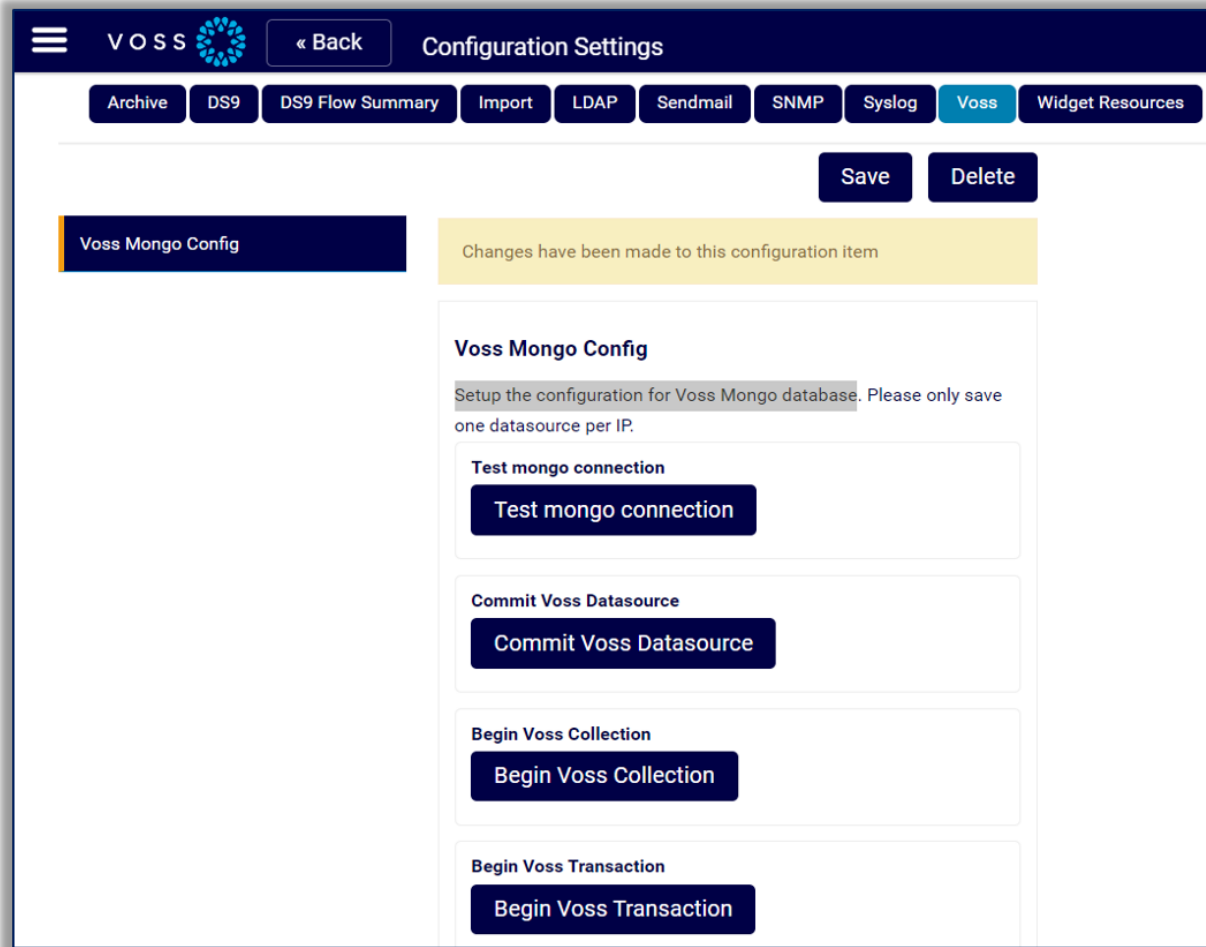 VOSS « Back Configuration Settings
Archive DS9 DS9 Flow Summary Import LDAP Sendmail SNMP Syslog Voss Widget Resources
Save Delete
Voss Mongo Config
Changes have been made to this configuration item
Voss Mongo Config
Setup the configuration for Voss Mongo database. Please only save
one datasource per IP.
Test mongo connection
Test mongo connection
Commit Voss Datasource
Commit Voss Datasource
Begin Voss Collection
Begin Voss Collection
Begin Voss Transaction
Begin Voss Transaction